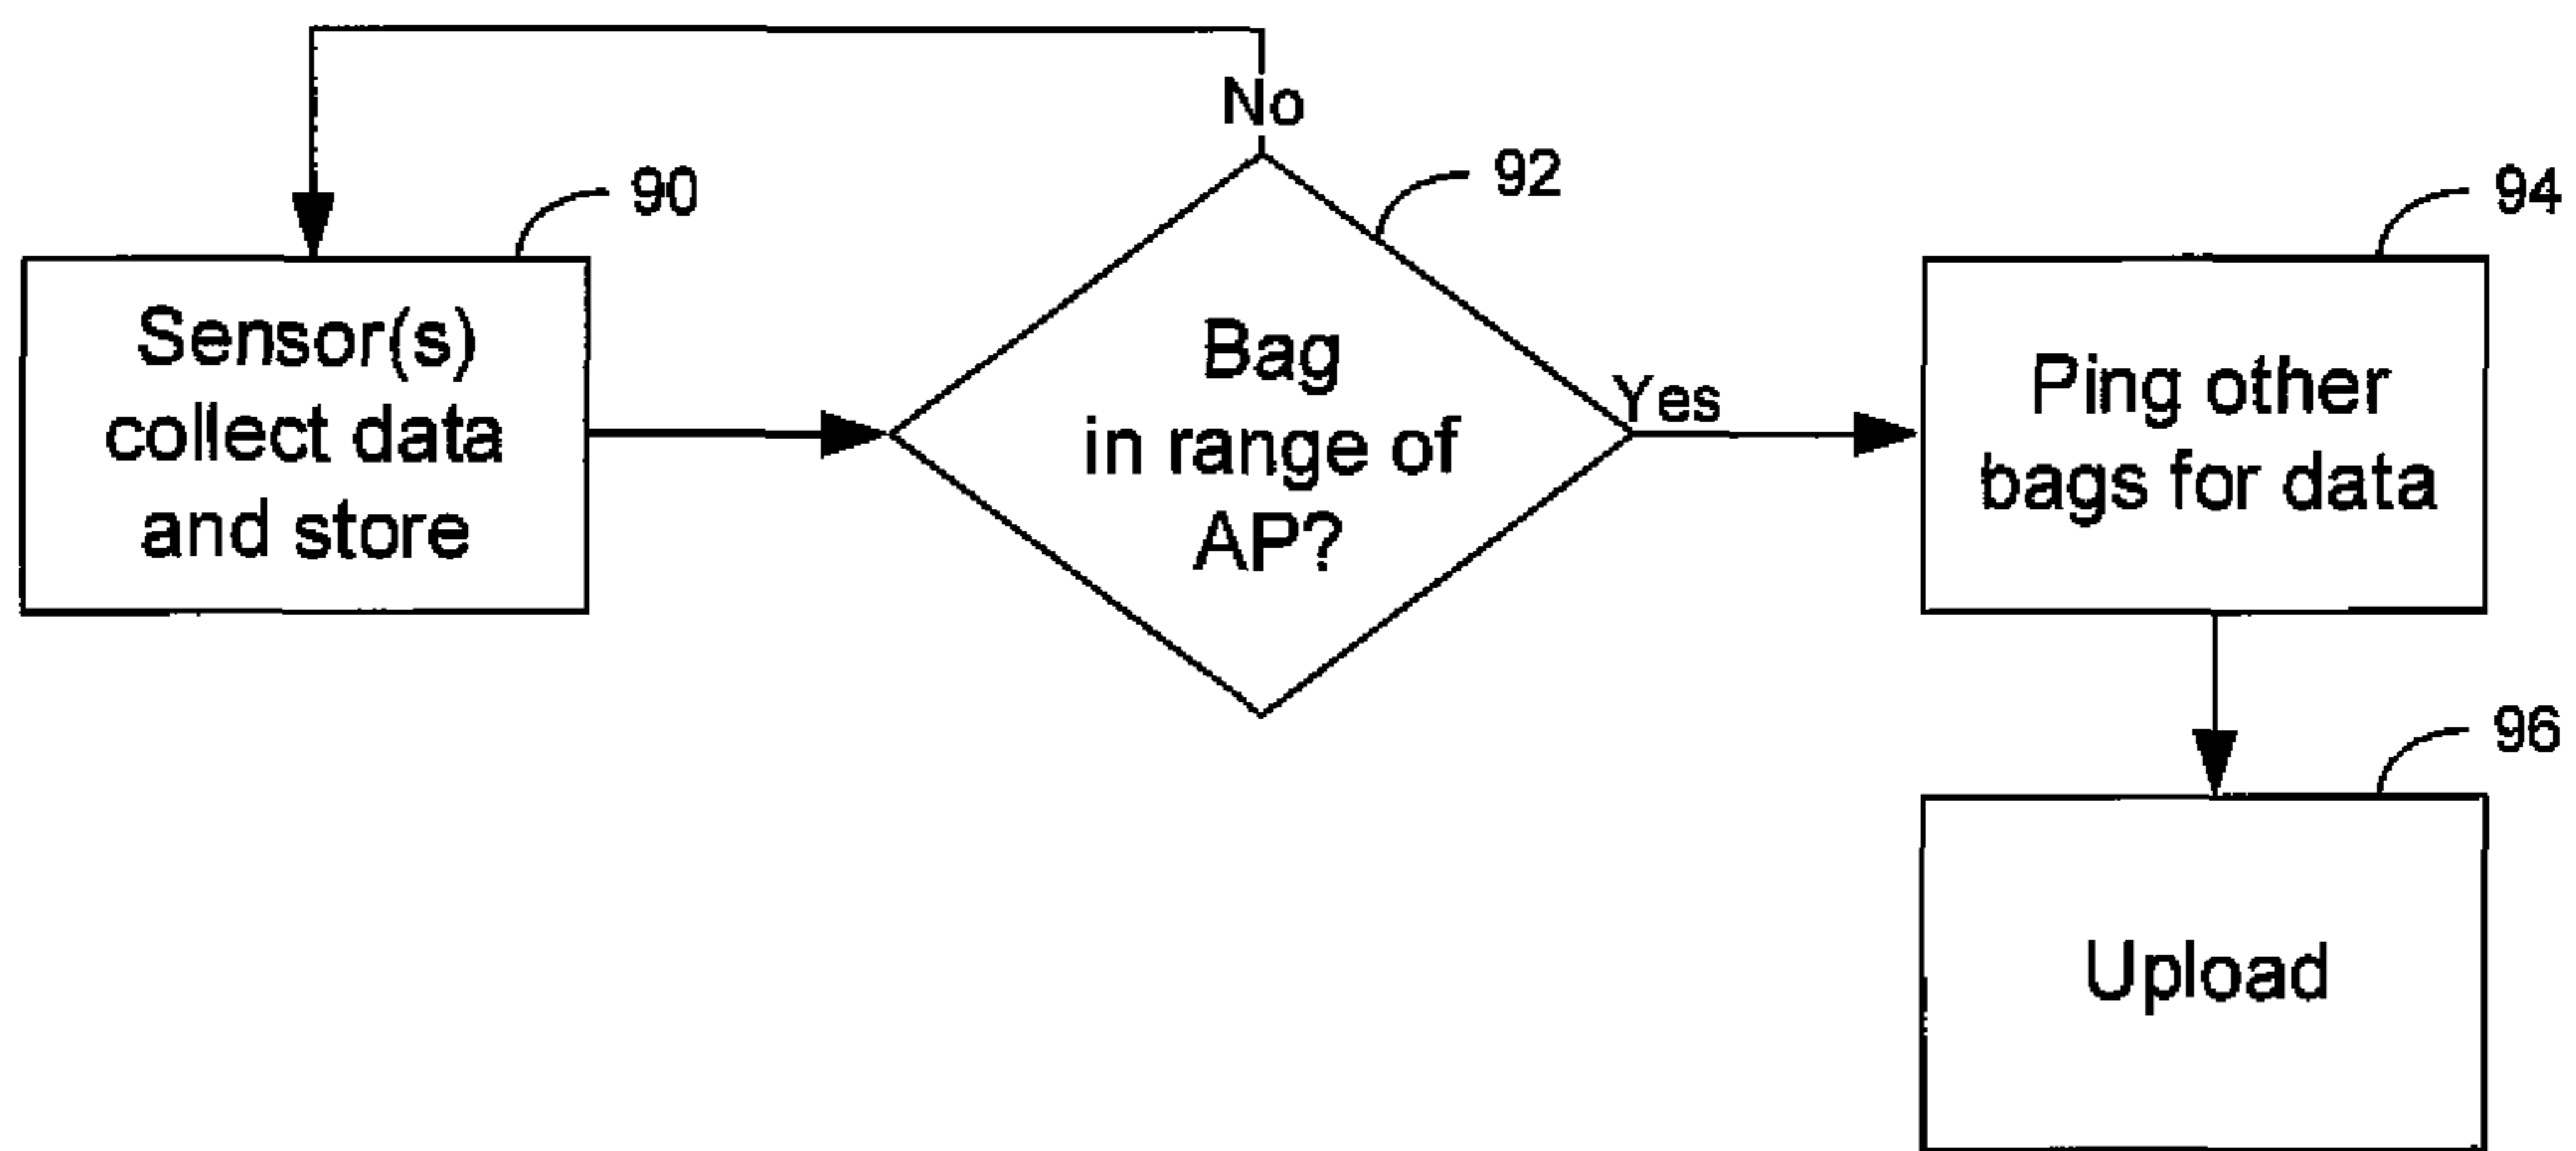 No
90
92
94
Sensor(s)
collect data
and store
Bag
in range of
AP?
Yes
Ping other
bags for data
96
Upload